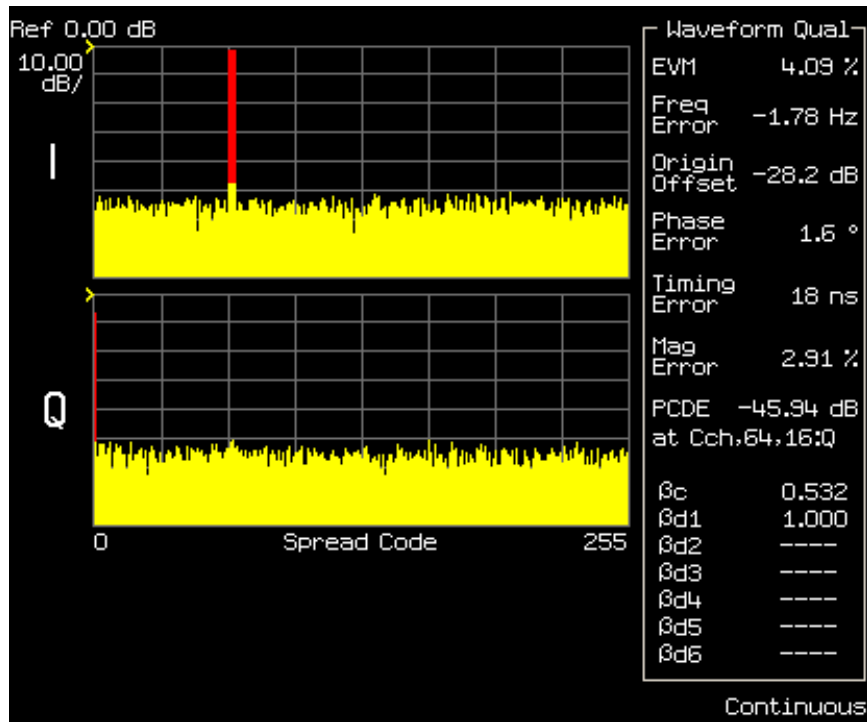 Ref 0.00 dB
10.00
dB/
I
Q
0 Spread Code 255
Waveform Qual
EVM 4.09 %
Freq
Error -1.78 Hz
Origin
Offset -28.2 dB
Phase
Error 1.6 °
Timing
Error 18 ns
Mag
Error 2.91 %
PCDE -45.94 dB
at Cch,64,16:Q
βc 0.532
βd1 1.000
βd2 ----
βd3 ----
βd4 ----
βd5 ----
βd6 ----
Continuous